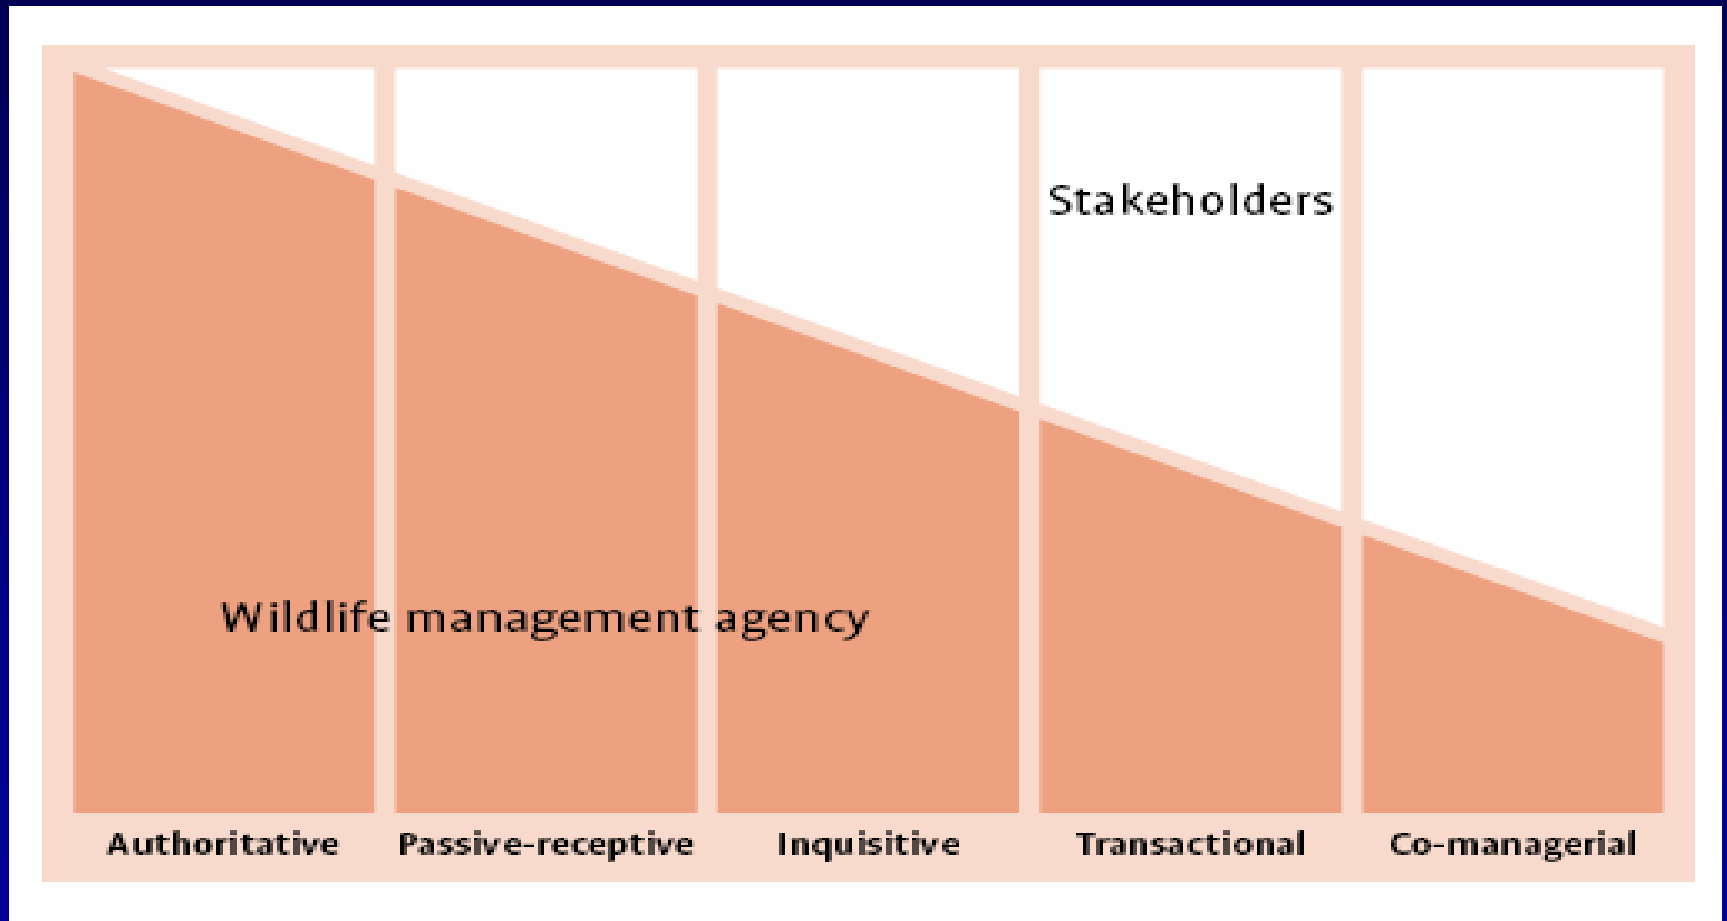 Stakeholders
Wildlife management agency
Authoritative Passive-receptive Inquisitive Transactional Co-managerial